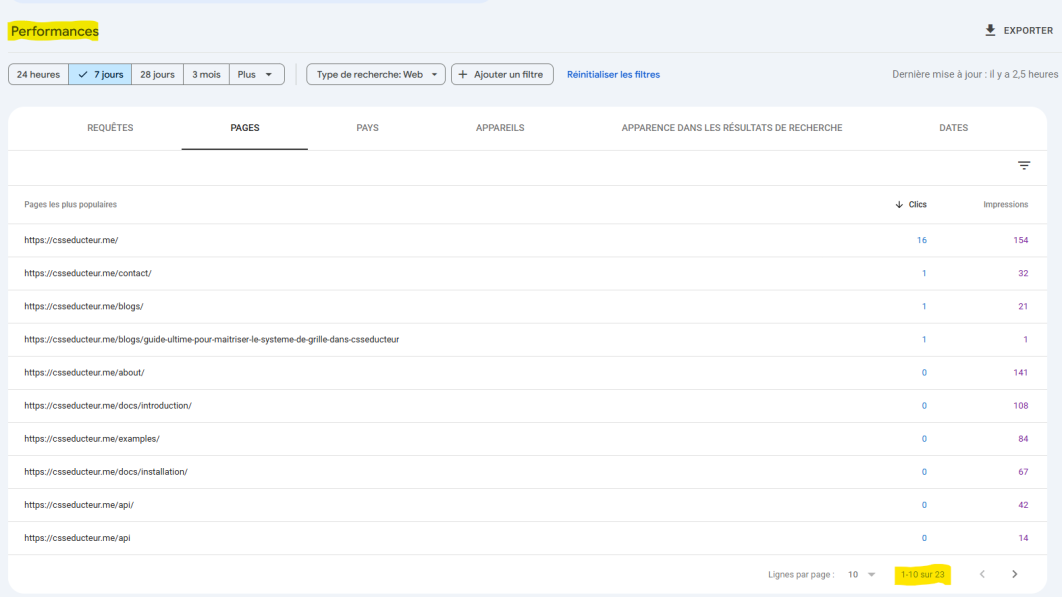 Performances
EXPORTER
24 heures 7 jours 28 jours 3 mois Plus Type de recherche: Web Ajouter un filtre Réinitialiser les filtres Dernière mise à jour : il y a 2,5 heures
REQUÊTES PAGES PAYS APPAREILS APPARENCE DANS LES RÉSULTATS DE RECHERCHE DATES
Pages les plus populaires Clics Impressions
https://csseducteur.me/ 16 154
https://csseducteur.me/contact/ 1 32
https://csseducteur.me/blogs/ 1 21
https://csseducteur.me/blogs/guide-ultime-pour-maitriser-le-systeme-de-grille-dans-csseducteur 1 1
https://csseducteur.me/about/ 0 141
https://csseducteur.me/docs/introduction/ 0 108
https://csseducteur.me/examples/ 0 84
https://csseducteur.me/docs/installation/ 0 67
https://csseducteur.me/api/ 0 42
https://csseducteur.me/api 0 14
Lignes par page : 10 1-10 sur 23